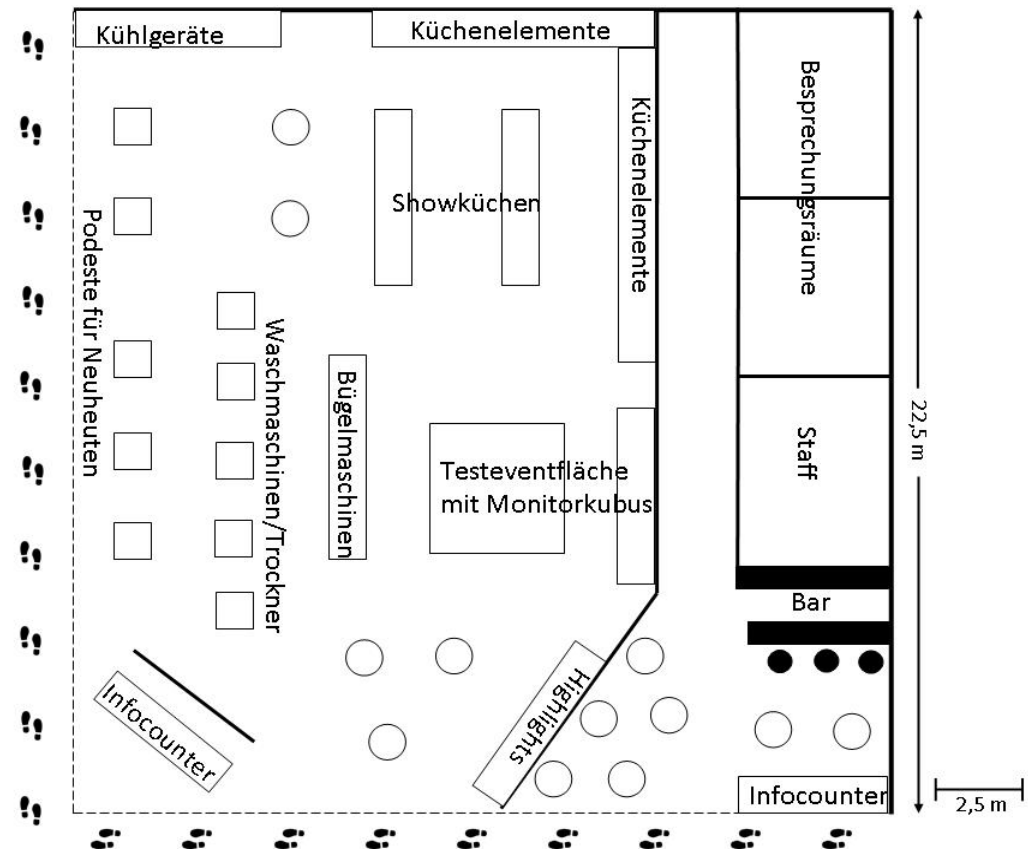 Kühlgeräte
Küchenelemente
Küchenelemente
Besprechungsräume
Showküchen
Podeste für Neuheuten
Waschmaschinen/Trockner
Bügelmaschinen
Testeventfläche
mit Monitorkubus
Staff
22,5 m
Bar
Highlights
Infocounter
Infocounter
2,5 m